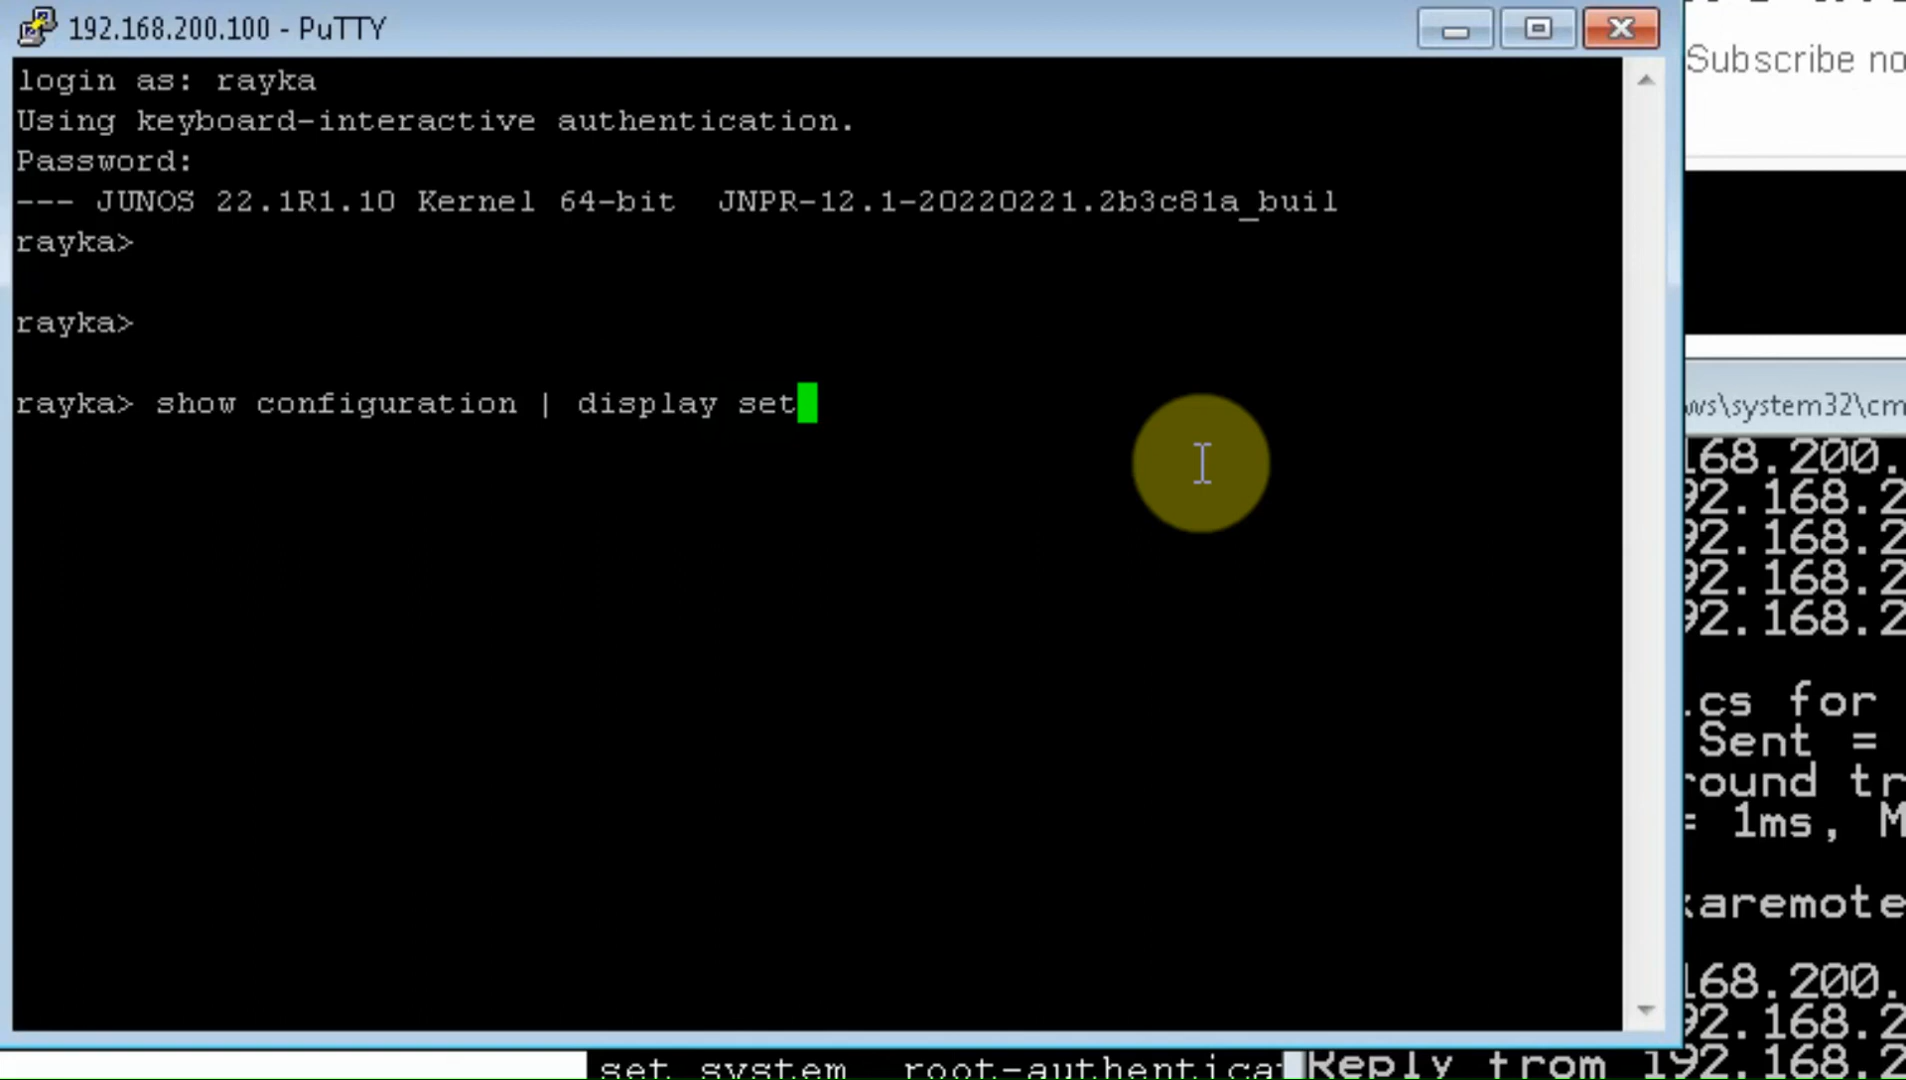 192.168.200.100 - PuTTY
login as: rayka
Using keyboard-interactive authentication.
Password:
--- JUNOS 22.1R1.10 Kernel 64-bit  JNPR-12.1-20220221.2b3c81a_buil
rayka>
rayka>
rayka> show configuration | display set
Subscribe no
ws\system32\cm
168.200.
92.168.2
92.168.2
92.168.2
92.168.2
ics for
Sent =
round tr
= 1ms, M
karemote
168.200.
92.168.2
set system  root-authentica
Reply from 192.168.2